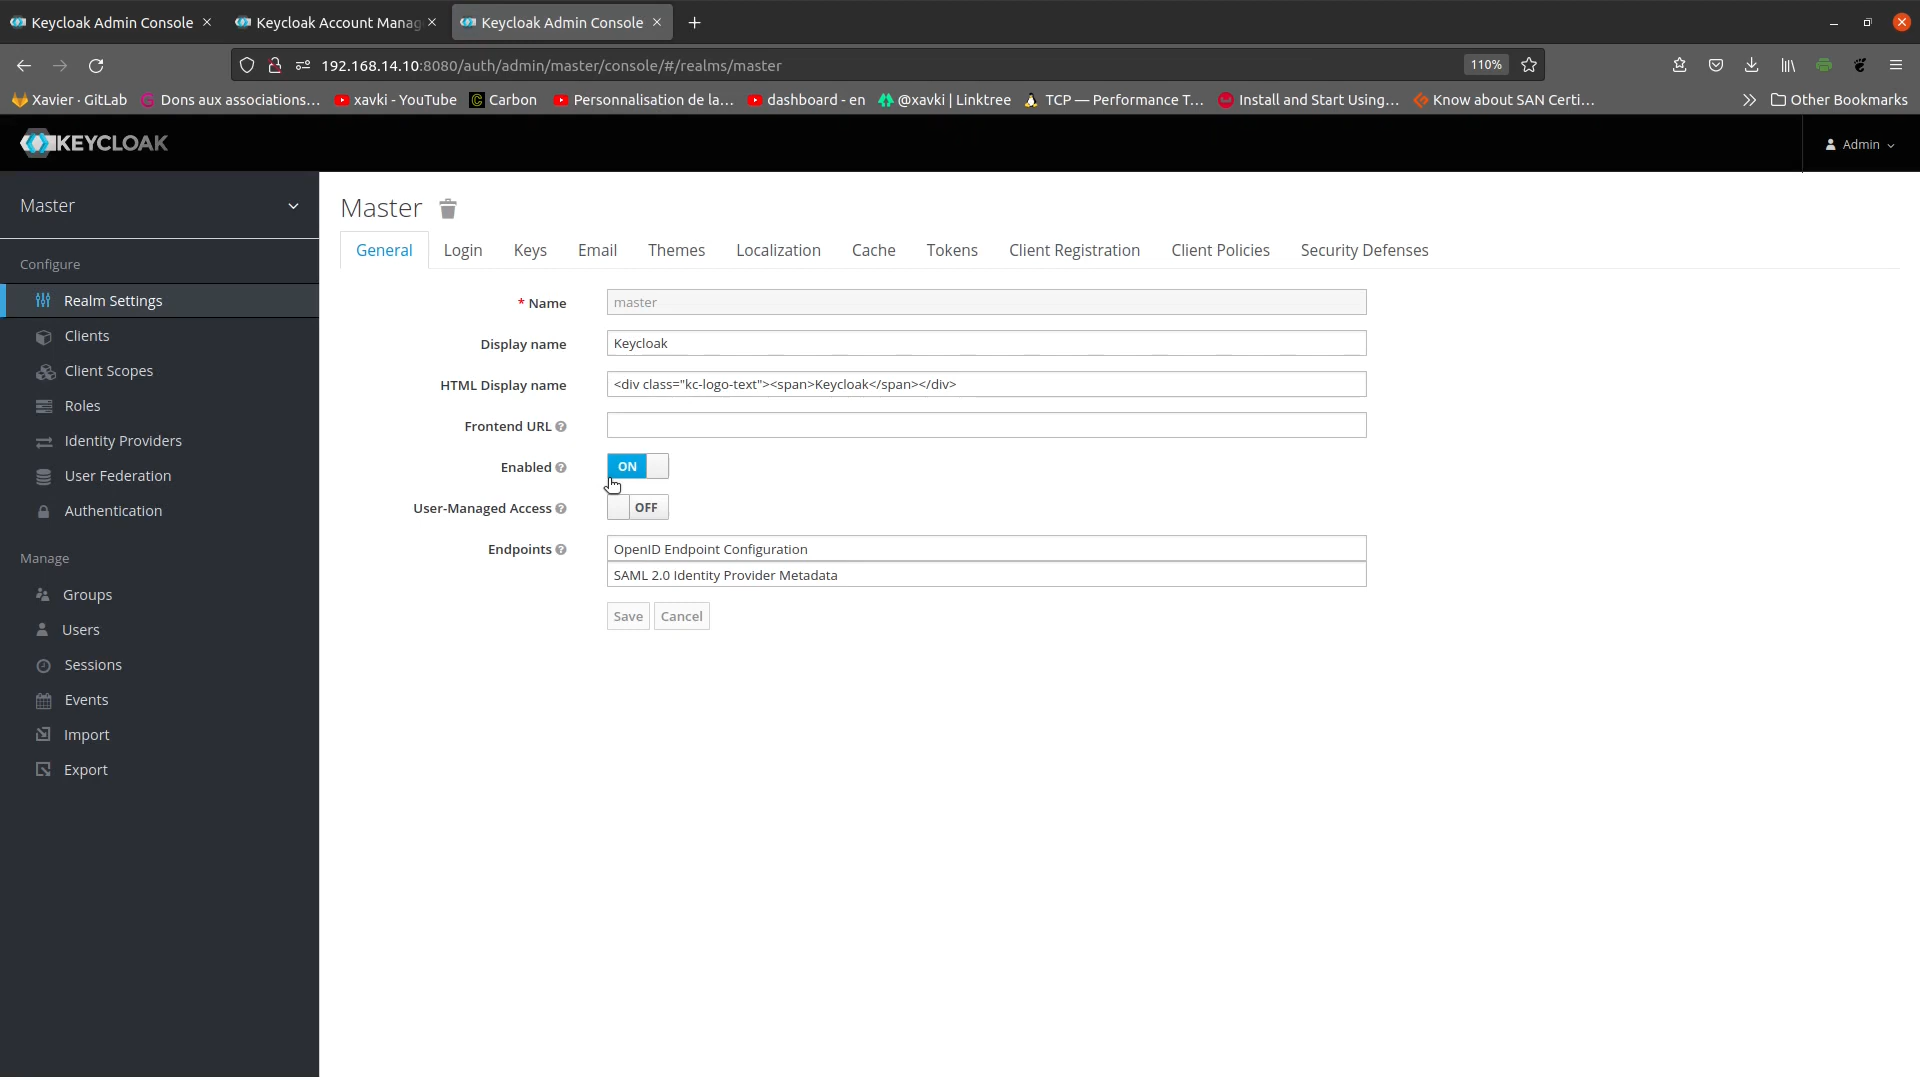 Keycloak Admin Console
Keycloak Account Manag
Keycloak Admin Console
192.168.14.10:8080/auth/admin/master/console/#/realms/master
110%
Xavier · GitLab
Dons aux associations…
xavki - YouTube
Carbon
Personnalisation de la…
dashboard - en
@xavki | Linktree
TCP — Performance T…
Install and Start Using…
Know about SAN Certi…
Other Bookmarks
KEYCLOAK
Admin
Master
Configure
Realm Settings
Clients
Client Scopes
Roles
Identity Providers
User Federation
Authentication
Manage
Groups
Users
Sessions
Events
Import
Export
Master
General Login Keys Email Themes Localization Cache Tokens Client Registration Client Policies Security Defenses
* Name master
Display name Keycloak
HTML Display name <div class="kc-logo-text"><span>Keycloak</span></div>
Frontend URL
Enabled ON
User-Managed Access OFF
Endpoints OpenID Endpoint Configuration
SAML 2.0 Identity Provider Metadata
Save Cancel